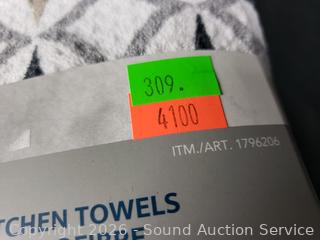 309.
4100
ITM./ART. 1796206
TCHEN TOWELS
Copyright 2026 - Sound Auction Service